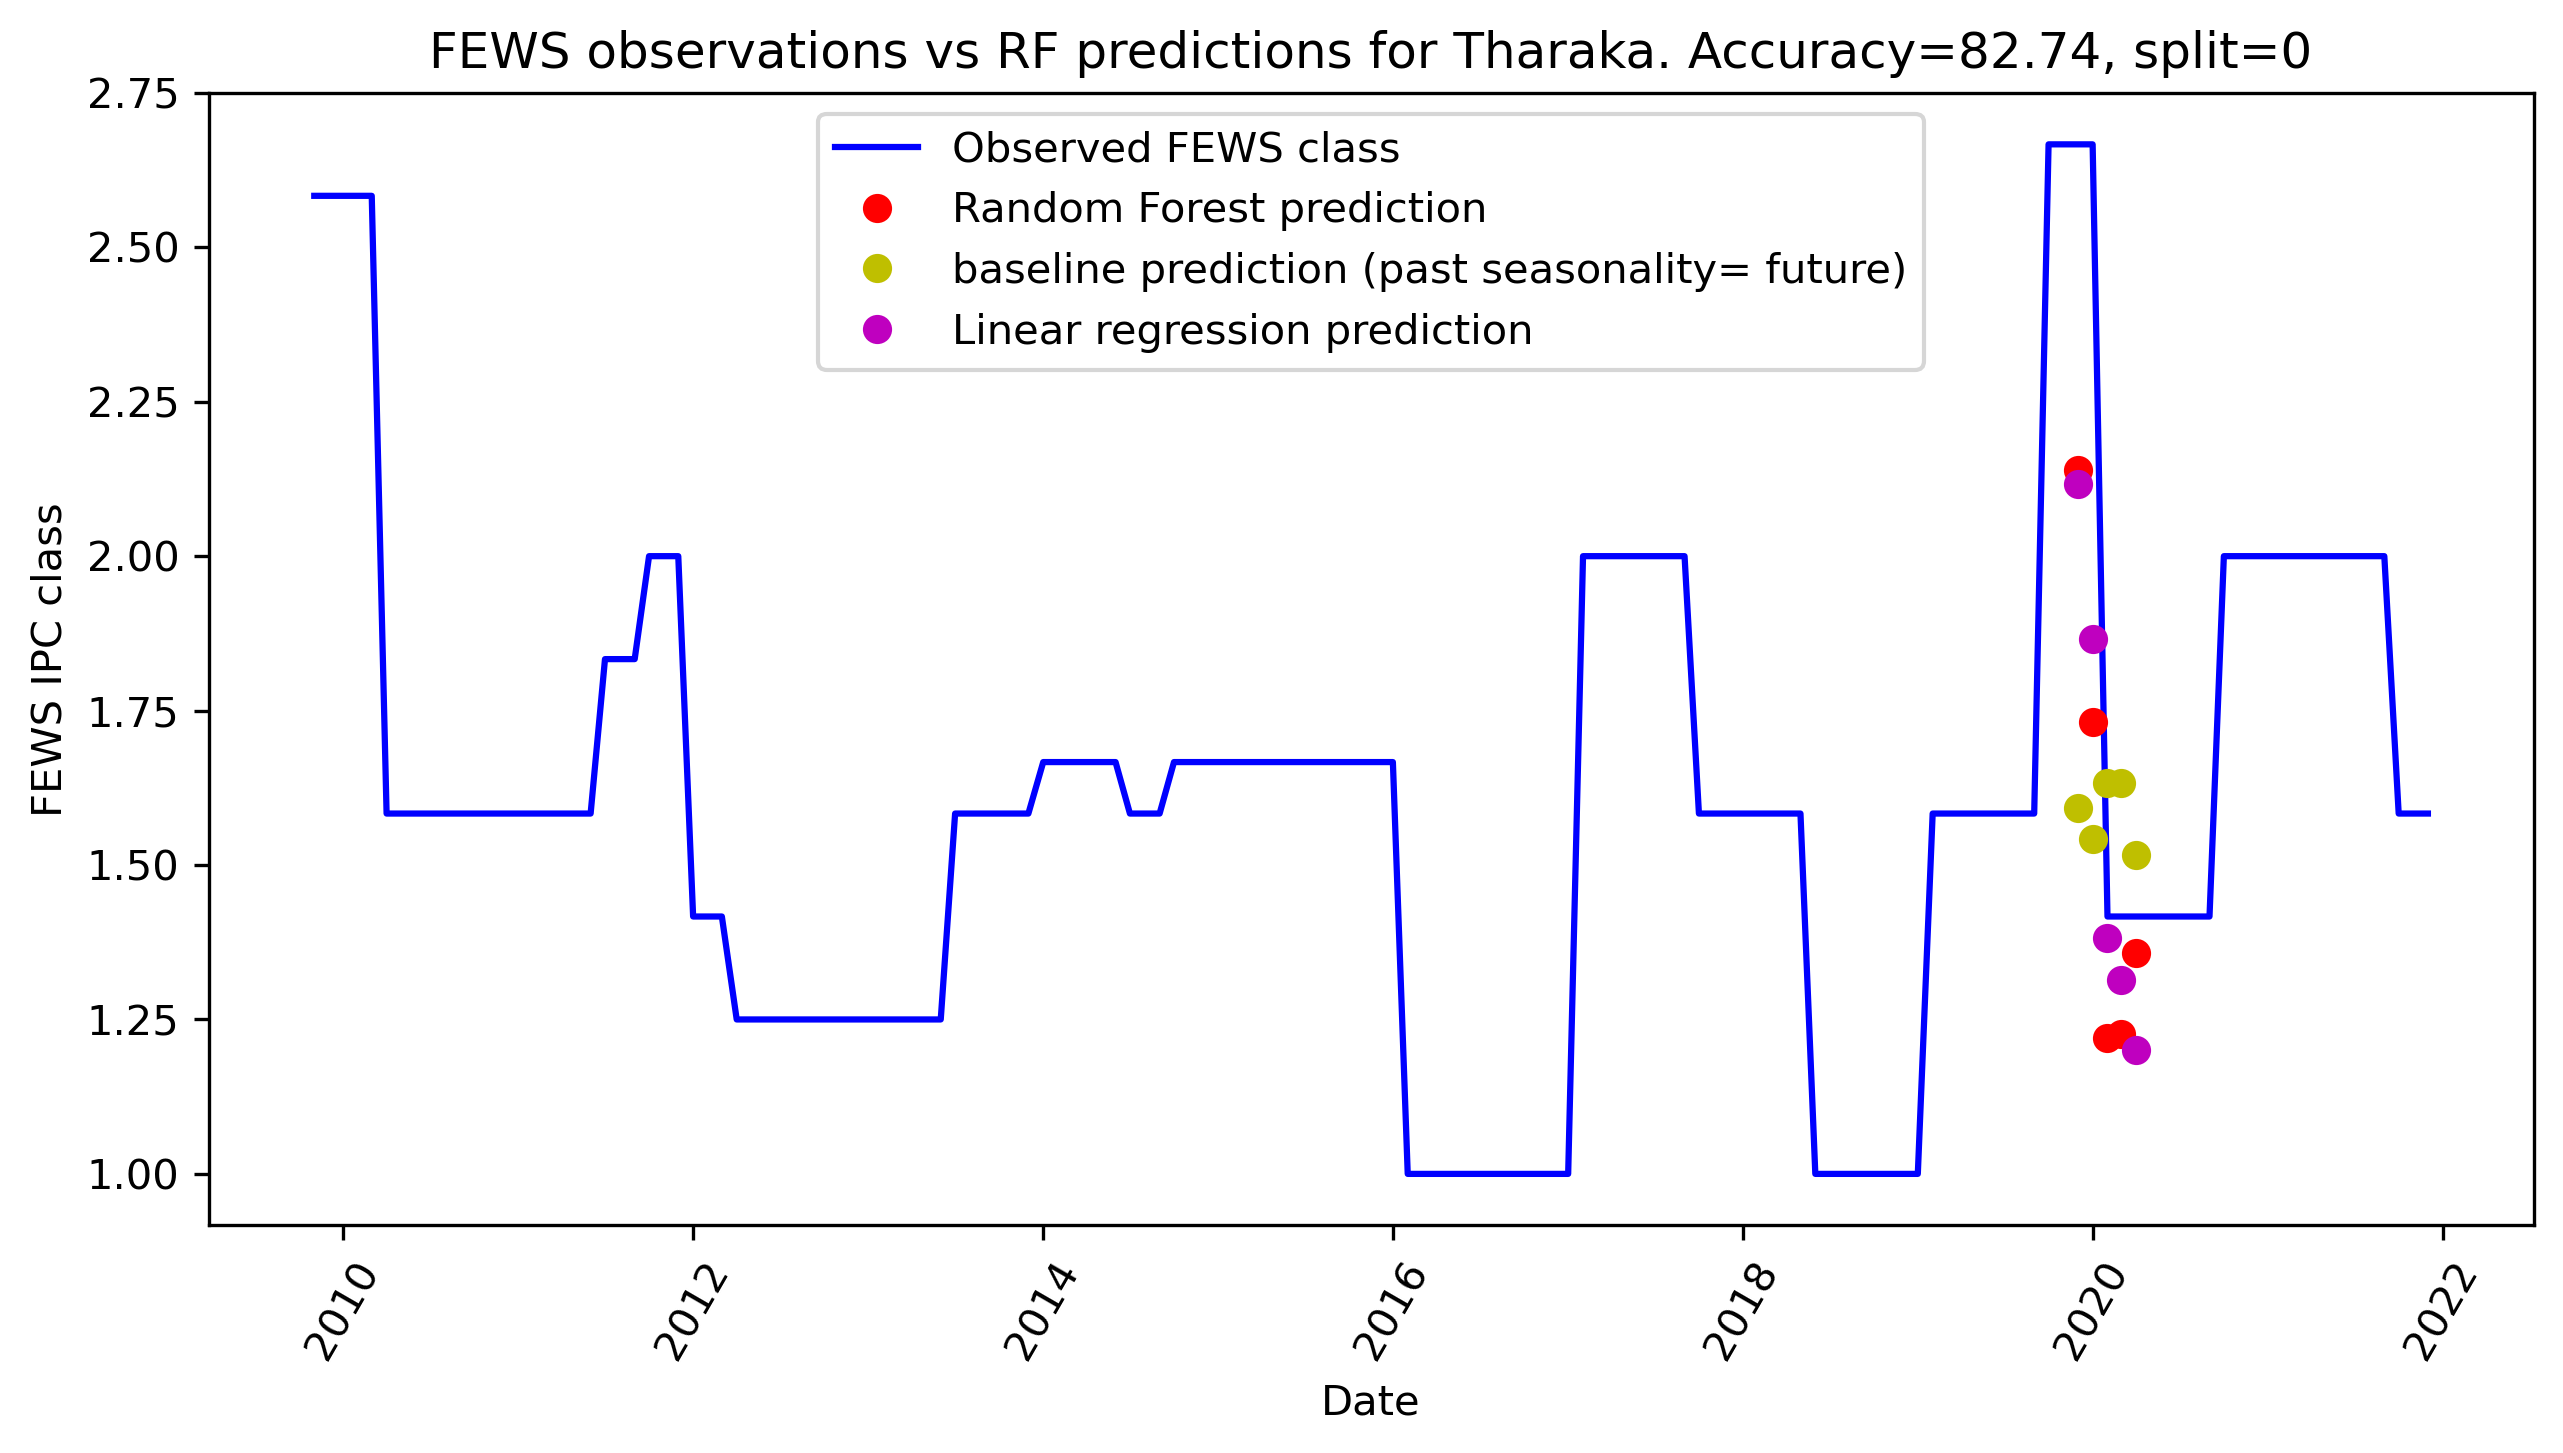 FEWS observations vs RF predictions for Tharaka. Accuracy=82.74, split=0
Observed FEWS class
Random Forest prediction
baseline prediction (past seasonality= future)
Linear regression prediction
FEWS IPC class
2.75
2.50
2.25
2.00
1.75
1.50
1.25
1.00
2010
2012
2014
2016
2018
2020
2022
Date